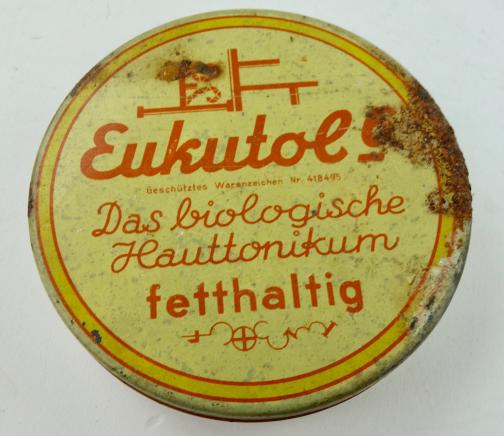 Eukutol
Geschütztes Warenzeichen Nr. 418495
Das biologische
Hauttonikum
fetthaltig